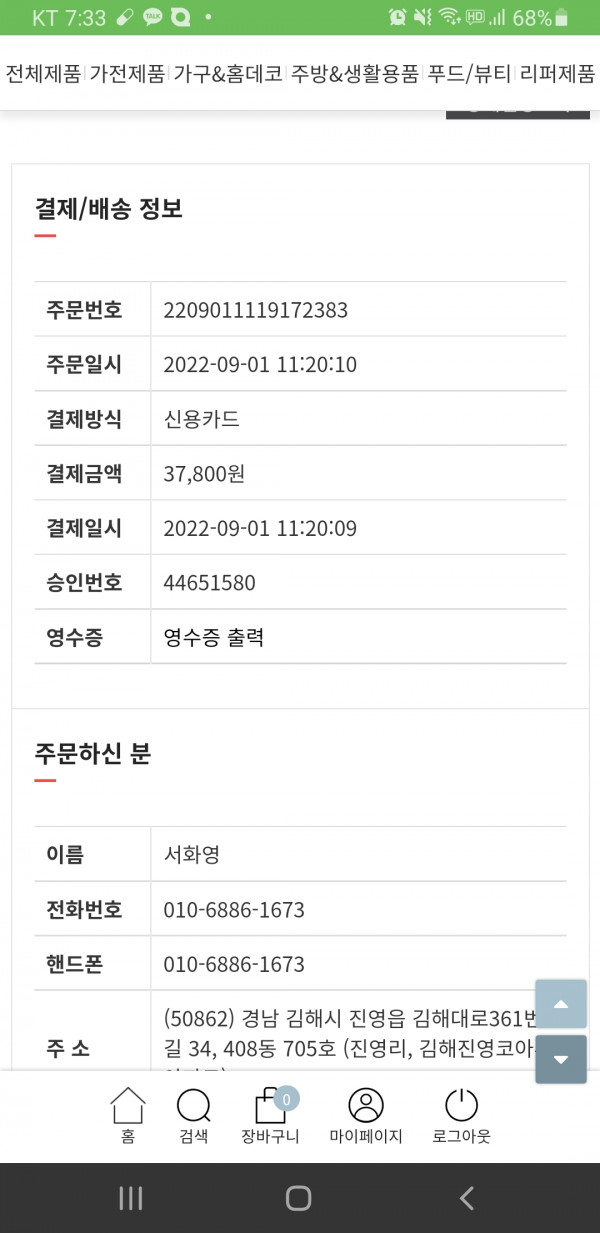 KT 7:33 TALK HD 68%
전체제품 가전제품 가구&홈데코 주방&생활용품 푸드/뷰티 리퍼제품
결제/배송 정보
주문번호 2209011119172383
주문일시 2022-09-01 11:20:10
결제방식 신용카드
결제금액 37,800원
결제일시 2022-09-01 11:20:09
승인번호 44651580
영수증 영수증 출력
주문하신 분
이름 서화영
전화번호 010-6886-1673
핸드폰 010-6886-1673
(50862) 경남 김해시 진영읍 김해대로361번
주 소 길 34, 408동 705호 (진영리, 김해진영코아
0
홈 검색 장바구니 마이페이지 로그아웃